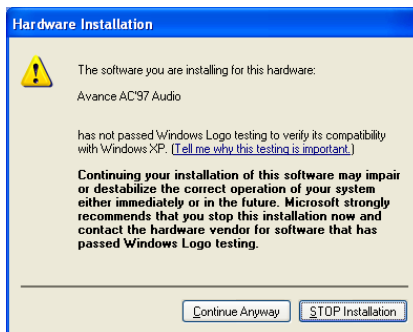 Hardware Installation
The software you are installing for this hardware:
Avance AC'97 Audio
has not passed Windows Logo testing to verify its compatibility
with Windows XP. (Tell me why this testing is important.)
Continuing your installation of this software may impair
or destabilize the correct operation of your system
either immediately or in the future. Microsoft strongly
recommends that you stop this installation now and
contact the hardware vendor for software that has
passed Windows Logo testing.
Continue Anyway
STOP Installation